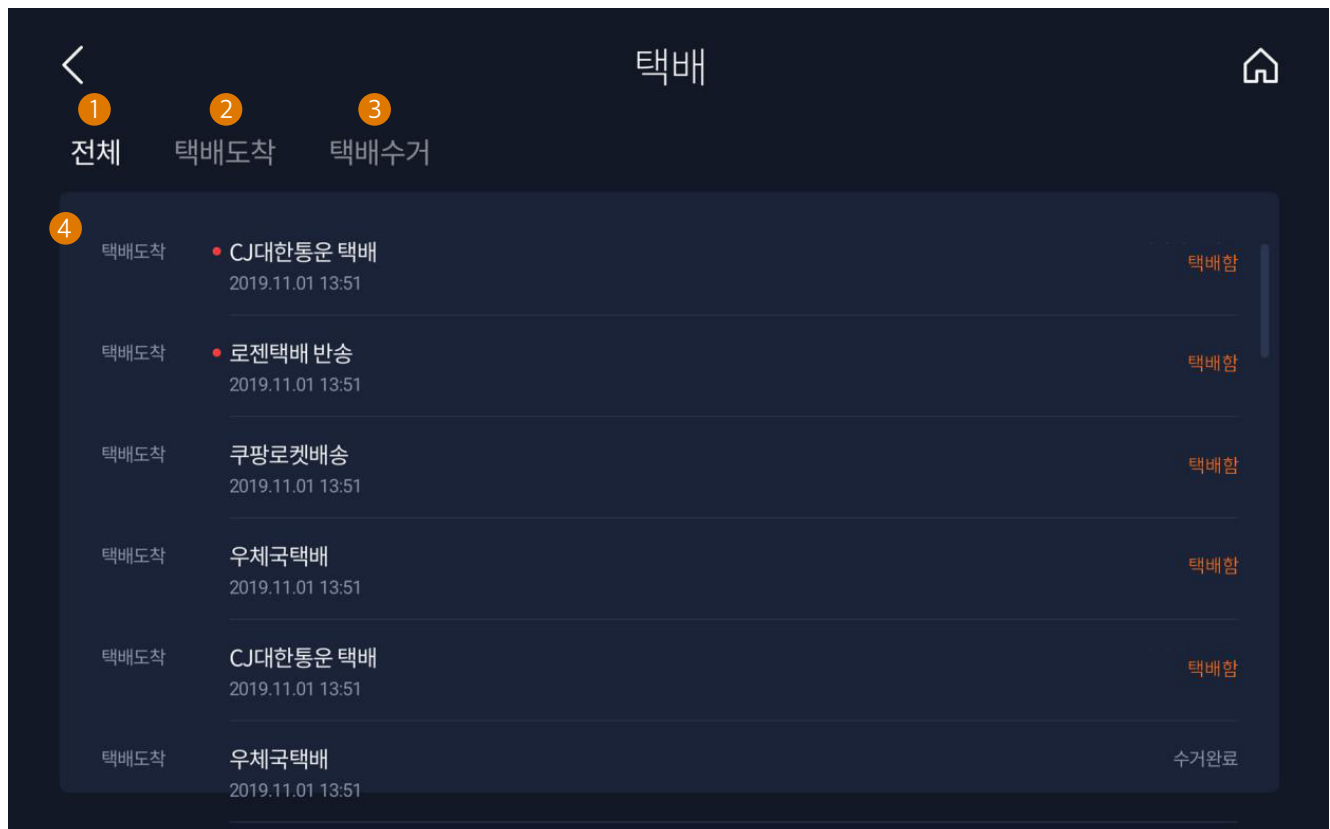 택배
1 2 3
전체 택배도착 택배수거
4
택배도착 CJ대한통운 택배 택배함
2019.11.01 13:51
택배도착 로젠택배 반송 택배함
2019.11.01 13:51
택배도착 쿠팡로켓배송 택배함
2019.11.01 13:51
택배도착 우체국택배 택배함
2019.11.01 13:51
택배도착 CJ대한통운 택배 택배함
2019.11.01 13:51
택배도착 우체국택배 수거완료
2019.11.01 13:51